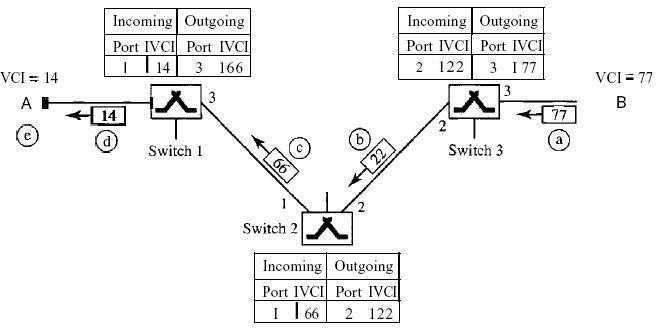 Incoming Outgoing
Port IVCI Port IVCI
I | 14 3 166
Incoming Outgoing
Port IVCI Port IVCI
2 122 3 I 77
VCI = 14
VCI = 77
A
14
3
3
77
B
e
d
Switch 1
c
b
2
Switch 3
a
66
22
1
2
Switch 2
Incoming Outgoing
Port IVCI Port IVCI
I | 66 2 122